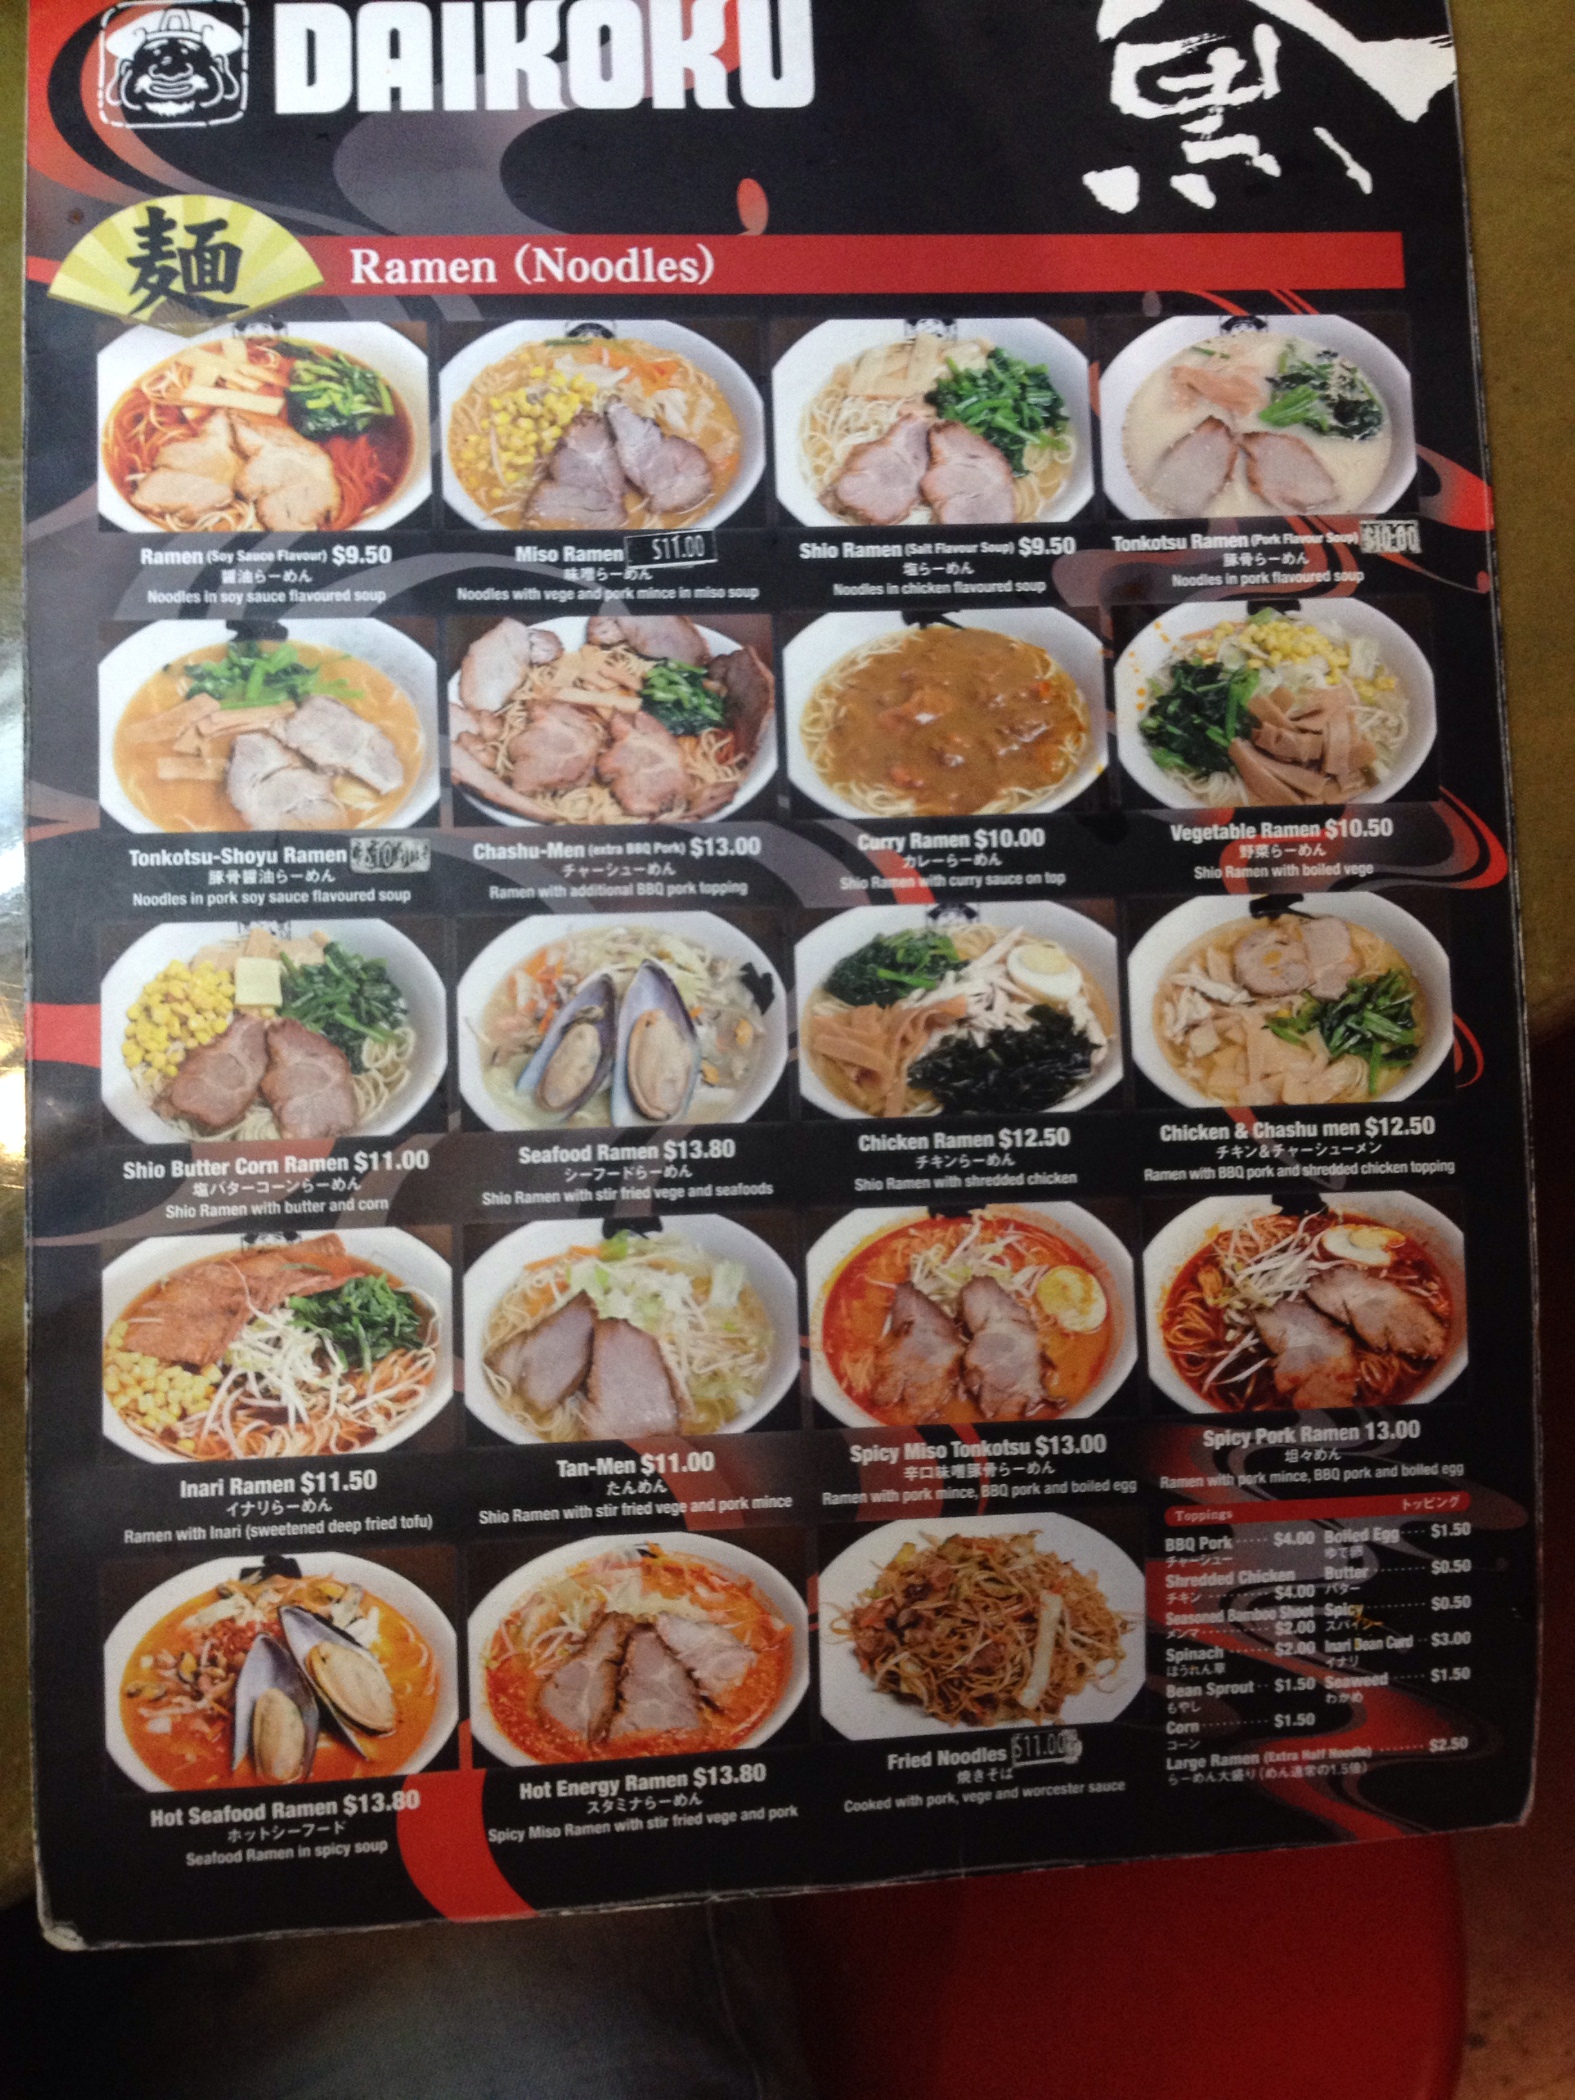 DAIKOKU
黒
麺
Ramen (Noodles)
Ramen (Soy Sauce Flavour) $9.50
醤油らーめん
Noodles in soy sauce flavoured soup
Miso Ramen $11.00
味噌らーめん
Noodles with vege and pork mince in miso soup
Shio Ramen (Salt Flavour Soup) $9.50
塩らーめん
Noodles in chicken flavoured soup
Tonkotsu Ramen (Pork Flavour Soup)
豚骨らーめん
Noodles in pork flavoured soup
Tonkotsu-Shoyu Ramen
豚骨醤油らーめん
Noodles in pork soy sauce flavoured soup
Chashu-Men (extra BBQ Pork) $13.00
チャーシューめん
Ramen with additional BBQ pork topping
Curry Ramen $10.00
カレーらーめん
Shio Ramen with curry sauce on top
Vegetable Ramen $10.50
野菜らーめん
Shio Ramen with boiled vege
Shio Butter Corn Ramen $11.00
塩バターコーンらーめん
Shio Ramen with butter and corn
Seafood Ramen $13.80
シーフードらーめん
Shio Ramen with stir fried vege and seafoods
Chicken Ramen $12.50
チキンらーめん
Shio Ramen with shredded chicken
Chicken & Chashu men $12.50
チキン&チャーシューメン
Ramen with BBQ pork and shredded chicken topping
Inari Ramen $11.50
イナリらーめん
Ramen with Inari (sweetened deep fried tofu)
Tan-Men $11.00
たんめん
Shio Ramen with stir fried vege and pork mince
Spicy Miso Tonkotsu $13.00
辛口味噌豚骨らーめん
Ramen with pork mince, BBQ pork and boiled egg
Spicy Pork Ramen 13.00
坦々めん
Ramen with pork mince, BBQ pork and boiled egg
Hot Seafood Ramen $13.80
ホットシーフード
Seafood Ramen in spicy soup
Hot Energy Ramen $13.80
スタミナらーめん
Spicy Miso Ramen with stir fried vege and pork
Fried Noodles $11.00
焼きそば
Cooked with pork, vege and worcester sauce
Toppings トッピング
BBQ Pork ····· $4.00
チャーシュー
Shredded Chicken
チキン ·········· $4.00
Seasoned Bamboo Shoot
メンマ ·········· $2.00
Spinach ······ $2.00
ほうれん草
Bean Sprout ·· $1.50
もやし
Corn ········· $1.50
コーン
Boiled Egg ···· $1.50
ゆで卵
Butter ········ $0.50
バター
Spicy ········· $0.50
スパイシー
Inari Bean Curd ·· $3.00
イナリ
Seaweed ····· $1.50
わかめ
Large Ramen (Extra Half Noodle) ······· $2.50
らーめん大盛り(めん通常の1.5倍)